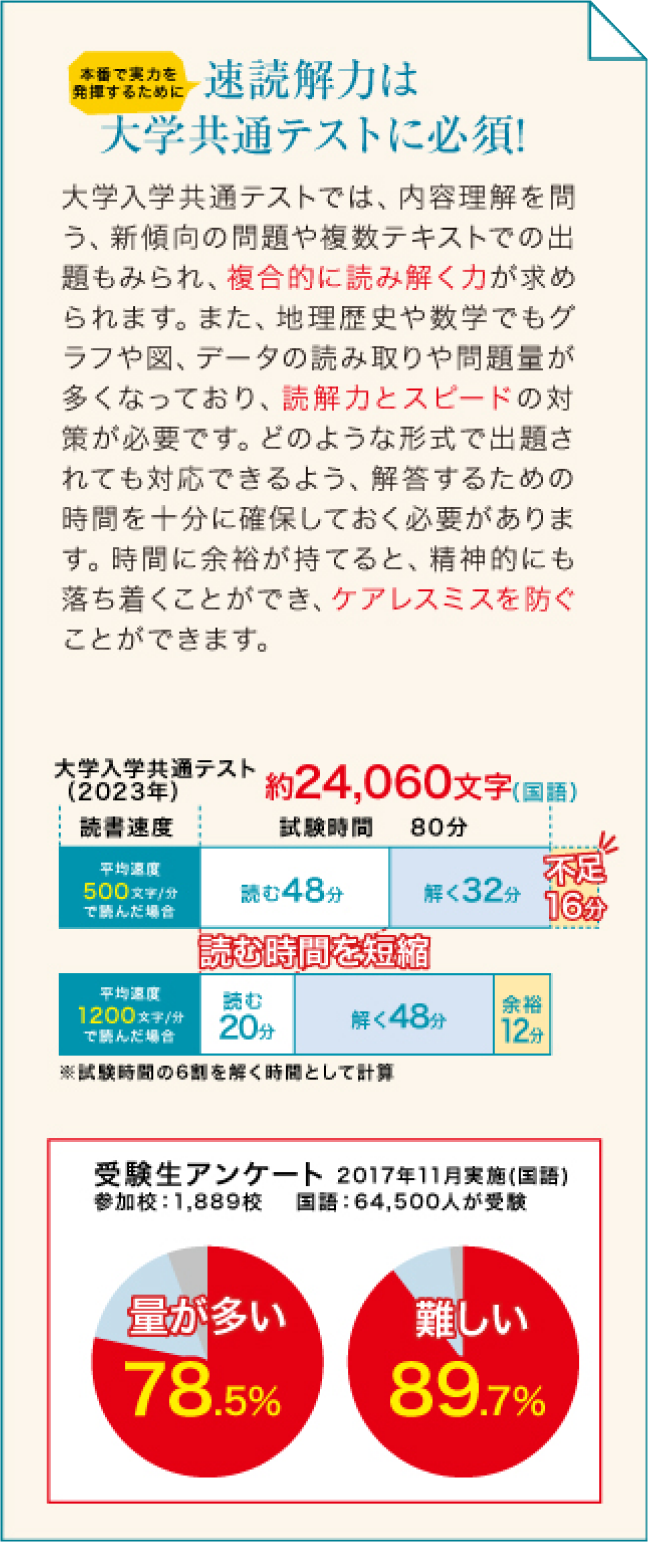 本番で実力を
発揮するために
速読解力は
大学共通テストに必須!
大学入学共通テストでは、内容理解を問
う、新傾向の問題や複数テキストでの出
題もみられ、複合的に読み解く力が求め
られます。また、地理歴史や数学でもグ
ラフや図、データの読み取りや問題量が
多くなっており、読解力とスピードの対
策が必要です。どのような形式で出題さ
れても対応できるよう、解答するための
時間を十分に確保しておく必要がありま
す。時間に余裕が持てると、精神的にも
落ち着くことができ、ケアレスミスを防ぐ
ことができます。
大学入学共通テスト
(2023年)
約24,060文字(国語)
読書速度
試験時間 80分
平均速度
500文字/分
で読んだ場合
読む48分
解く32分
不足
16分
読む時間を短縮
平均速度
1200文字/分
で読んだ場合
読む
20分
解く48分
余裕
12分
※試験時間の6割を解く時間として計算
受験生アンケート 2017年11月実施(国語)
参加校:1,889校 国語:64,500人が受験
量が多い
78.5%
難しい
89.7%